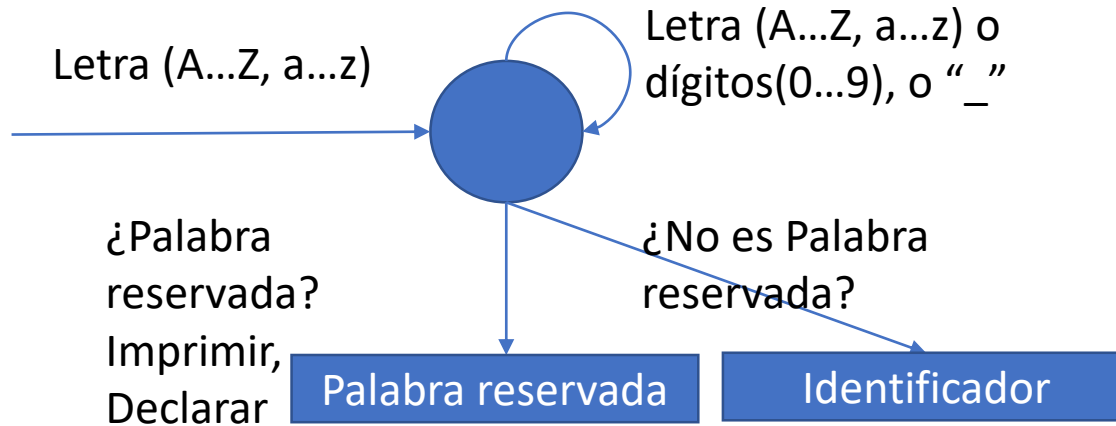 Letra (A...Z, a...z)
Letra (A...Z, a...z) o
dígitos(0...9), o “_”
¿Palabra
reservada?
Imprimir,
Declarar
¿No es Palabra
reservada?
Palabra reservada
Identificador